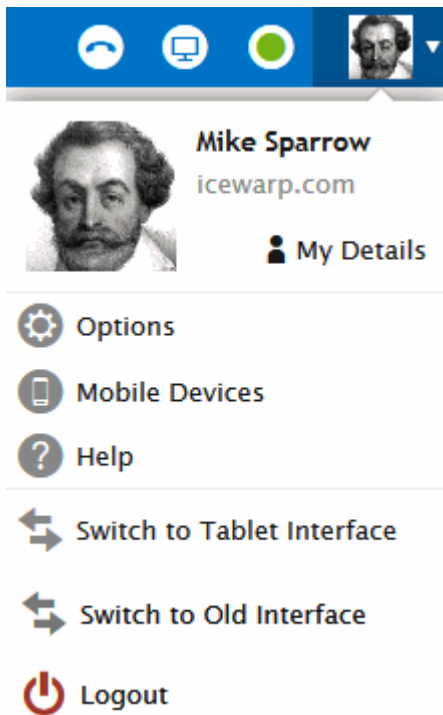 Mike Sparrow
icewarp.com
My Details
Options
Mobile Devices
Help
Switch to Tablet Interface
Switch to Old Interface
Logout